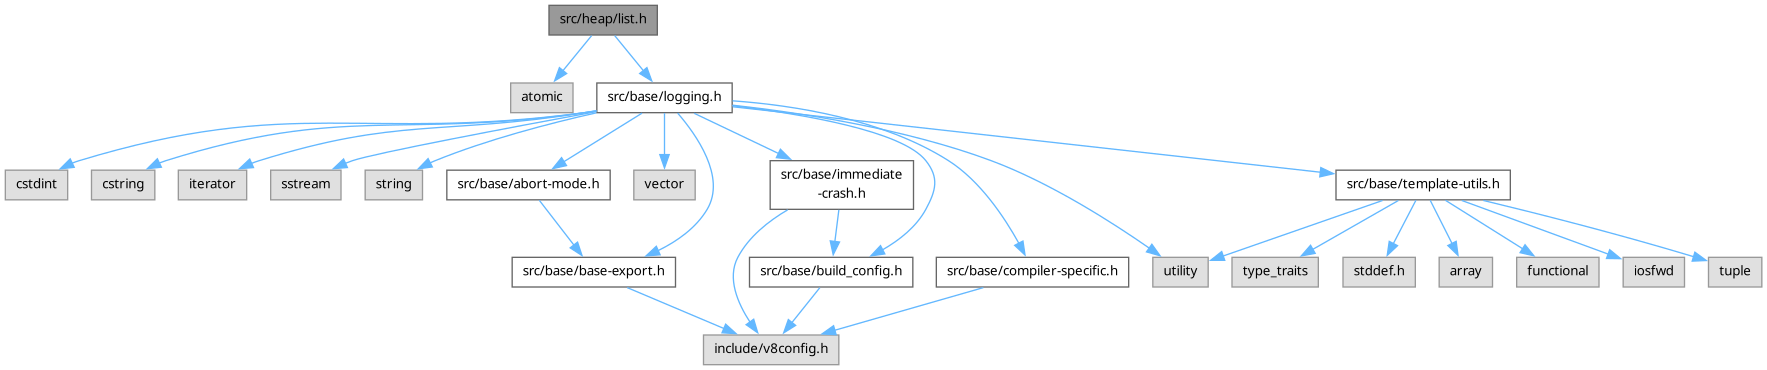 src/heap/list.h
atomic
src/base/logging.h
cstdint
cstring
iterator
sstream
string
src/base/abort-mode.h
vector
src/base/immediate
-crash.h
src/base/template-utils.h
src/base/base-export.h
src/base/build_config.h
src/base/compiler-specific.h
utility
type_traits
stddef.h
array
functional
iosfwd
tuple
include/v8config.h